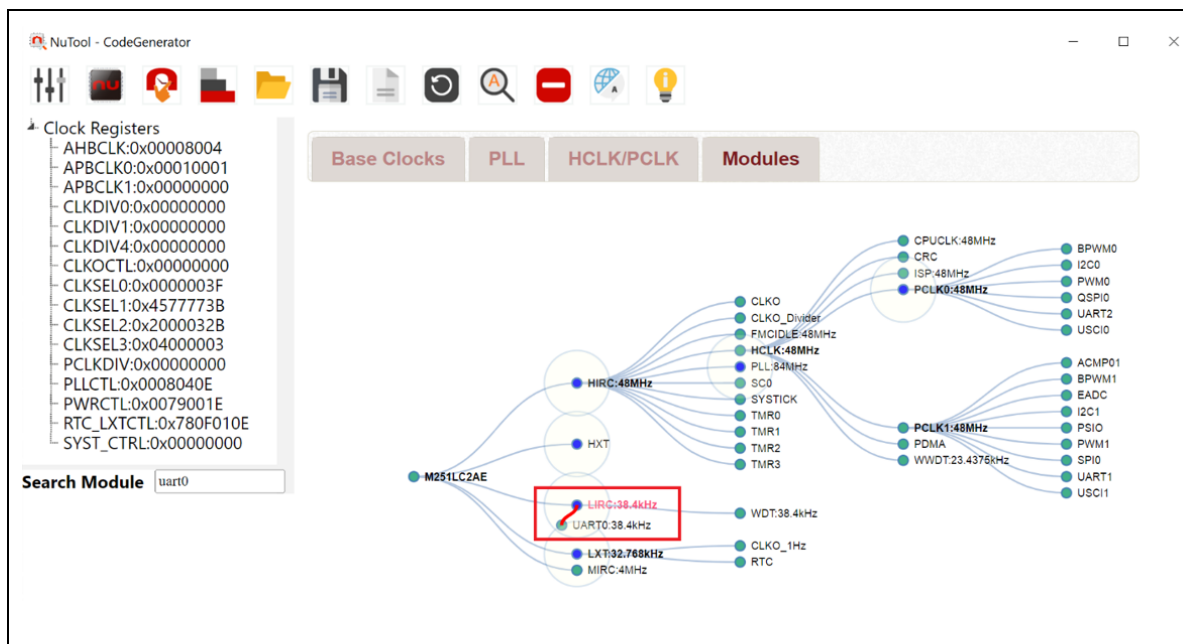 NuTool - CodeGenerator
Clock Registers
AHBCLK:0x00008004
APBCLK0:0x00010001
APBCLK1:0x00000000
CLKDIV0:0x00000000
CLKDIV1:0x00000000
CLKDIV4:0x00000000
CLKOCTL:0x00000000
CLKSEL0:0x0000003F
CLKSEL1:0x4577773B
CLKSEL2:0x2000032B
CLKSEL3:0x04000003
PCLKDIV:0x00000000
PLLCTL:0x0008040E
PWRCTL:0x0079001E
RTC_LXTCTL:0x780F010E
SYST_CTRL:0x00000000
Search Module uart0
Base Clocks PLL HCLK/PCLK Modules
M251LC2AE
HIRC:48MHz
HXT
LIRC:38.4kHz
UART0:38.4kHz
LXT:32.768kHz
MIRC:4MHz
CLKO
CLKO_Divider
FMCIDLE:48MHz
HCLK:48MHz
PLL:84MHz
SC0
SYSTICK
TMR0
TMR1
TMR2
TMR3
WDT:38.4kHz
CLKO_1Hz
RTC
CPUCLK:48MHz
CRC
ISP:48MHz
PCLK0:48MHz
PCLK1:48MHz
PDMA
WWDT:23.4375kHz
BPWM0
I2C0
PWM0
QSPI0
UART2
USCI0
ACMP01
BPWM1
EADC
I2C1
PSIO
PWM1
SPI0
UART1
USCI1